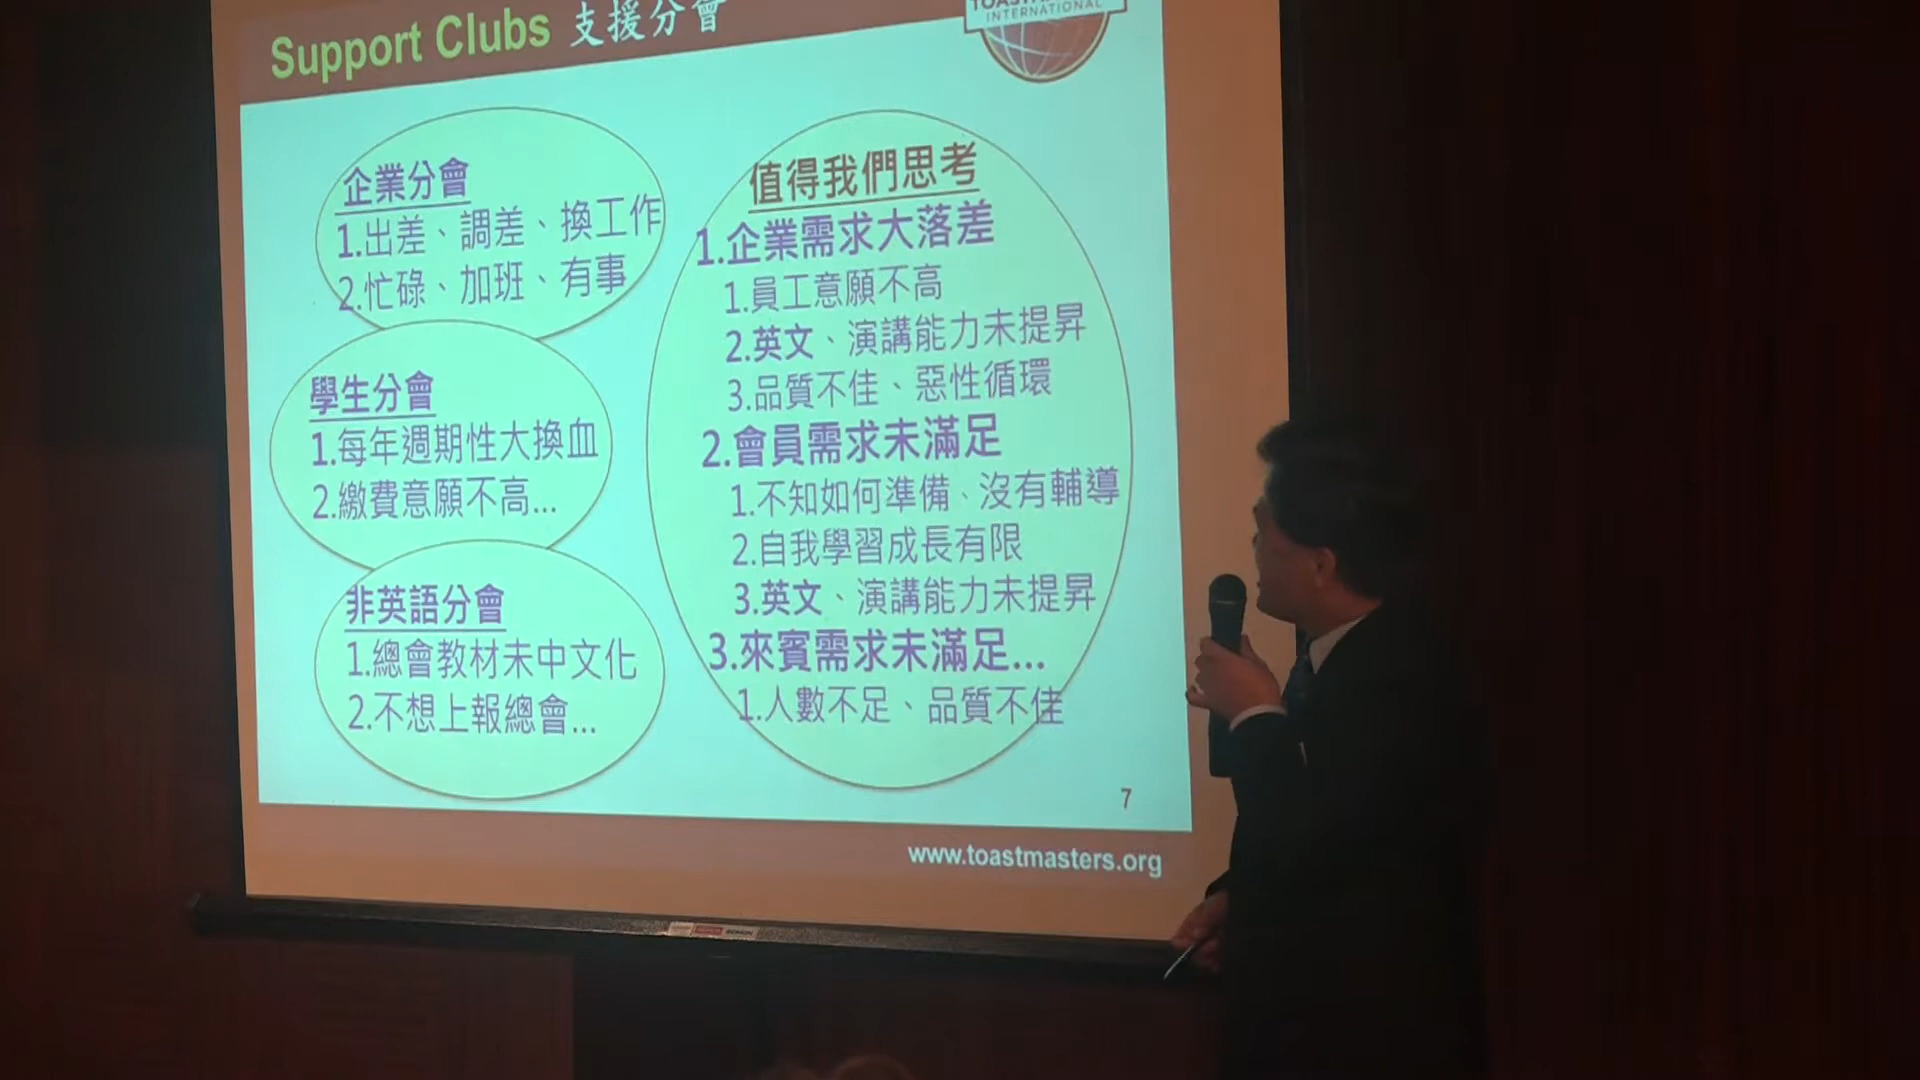 Support Clubs 支援分會
INTERNATIONAL
企業分會
1.出差、調差、換工作
2.忙碌、加班、有事
學生分會
1.每年週期性大換血
2.繳費意願不高...
非英語分會
1.總會教材未中文化
2.不想上報總會...
值得我們思考
1.企業需求大落差
1.員工意願不高
2.英文、演講能力未提昇
3.品質不佳、惡性循環
2.會員需求未滿足
1.不知如何準備、沒有輔導
2.自我學習成長有限
3.英文、演講能力未提昇
3.來賓需求未滿足...
1.人數不足、品質不佳
7
www.toastmasters.org